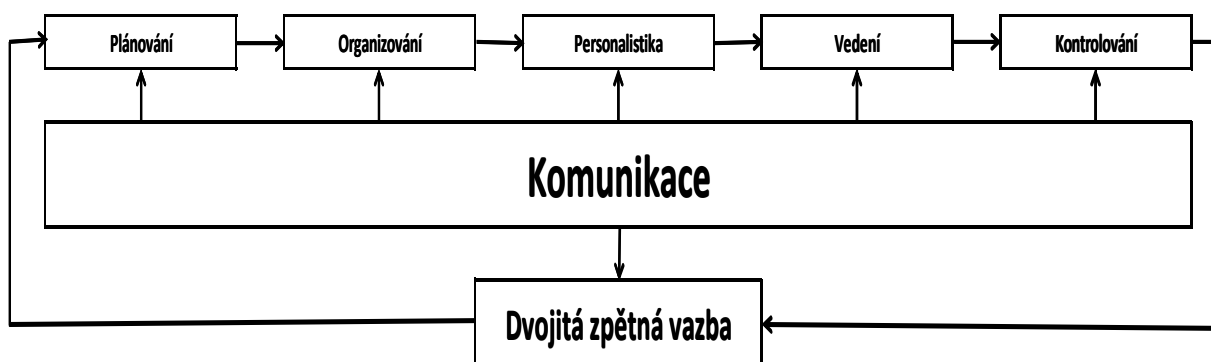 Plánování
Organizování
Personalistika
Vedení
Kontrolování
Komunikace
Dvojitá zpětná vazba